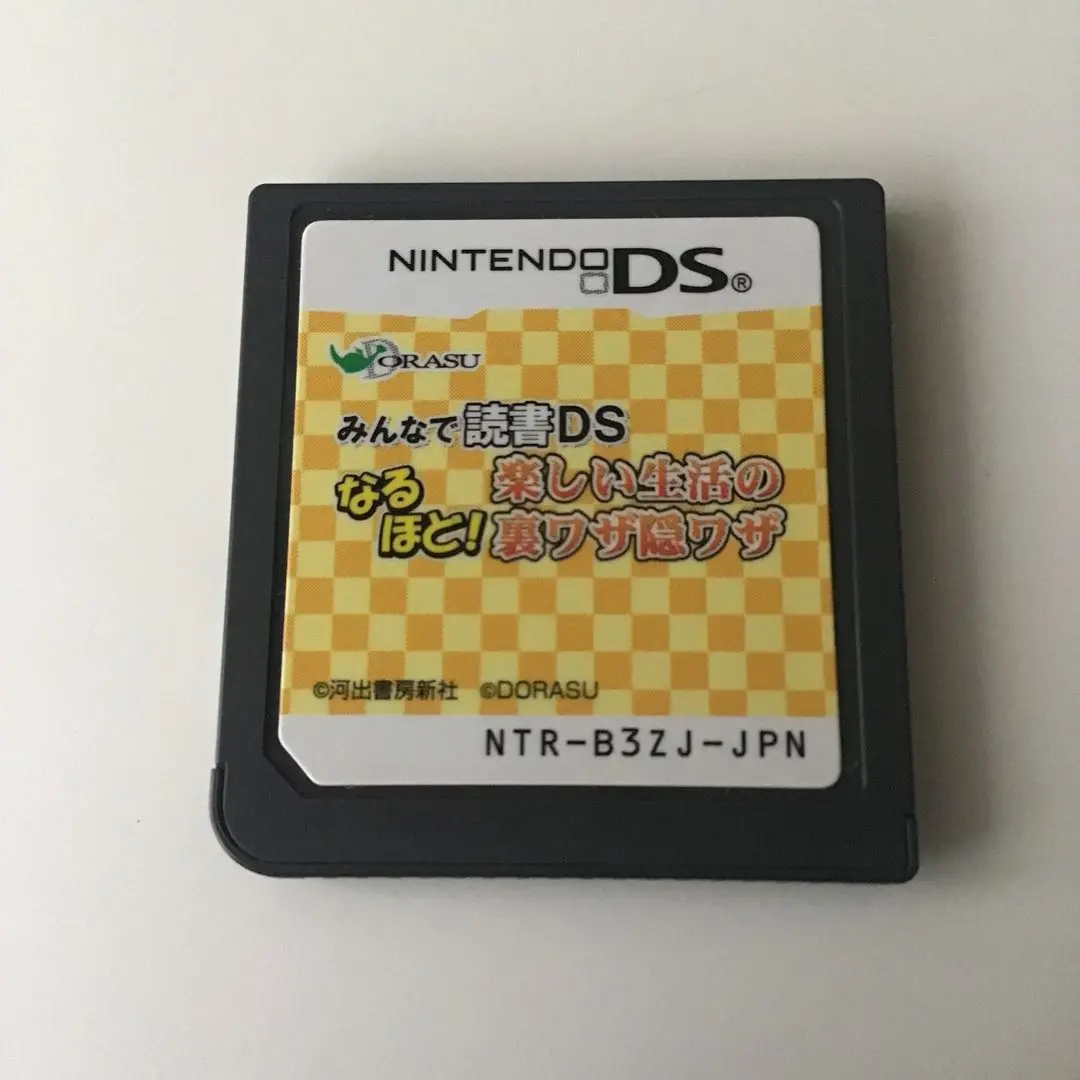 NINTENDO DS®
DORASU
みんなで読書DS
なるほど!
楽しい生活の
裏ワザ隠ワザ
©河出書房新社 ©DORASU
NTR-B3ZJ-JPN